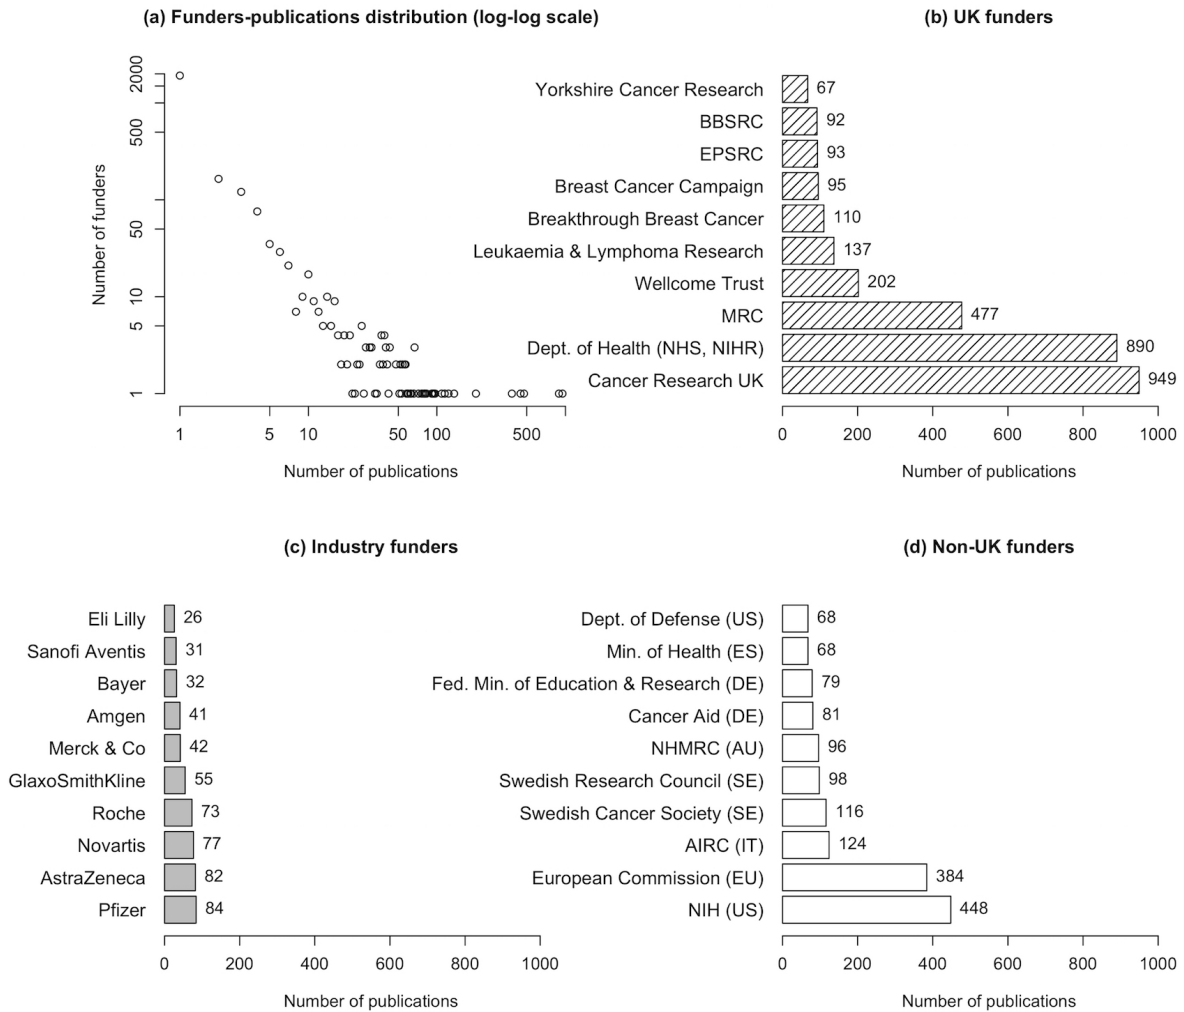 (a) Funders-publications distribution (log-log scale)
Number of funders
2000
500
50
10
5
1
1 5 10 50 100 500
Number of publications
(b) UK funders
Yorkshire Cancer Research 67
BBSRC 92
EPSRC 93
Breast Cancer Campaign 95
Breakthrough Breast Cancer 110
Leukaemia & Lymphoma Research 137
Wellcome Trust 202
MRC 477
Dept. of Health (NHS, NIHR) 890
Cancer Research UK 949
0 200 400 600 800 1000
Number of publications
(c) Industry funders
Eli Lilly 26
Sanofi Aventis 31
Bayer 32
Amgen 41
Merck & Co 42
GlaxoSmithKline 55
Roche 73
Novartis 77
AstraZeneca 82
Pfizer 84
0 200 400 600 800 1000
Number of publications
(d) Non-UK funders
Dept. of Defense (US) 68
Min. of Health (ES) 68
Fed. Min. of Education & Research (DE) 79
Cancer Aid (DE) 81
NHMRC (AU) 96
Swedish Research Council (SE) 98
Swedish Cancer Society (SE) 116
AIRC (IT) 124
European Commission (EU) 384
NIH (US) 448
0 200 400 600 800 1000
Number of publications